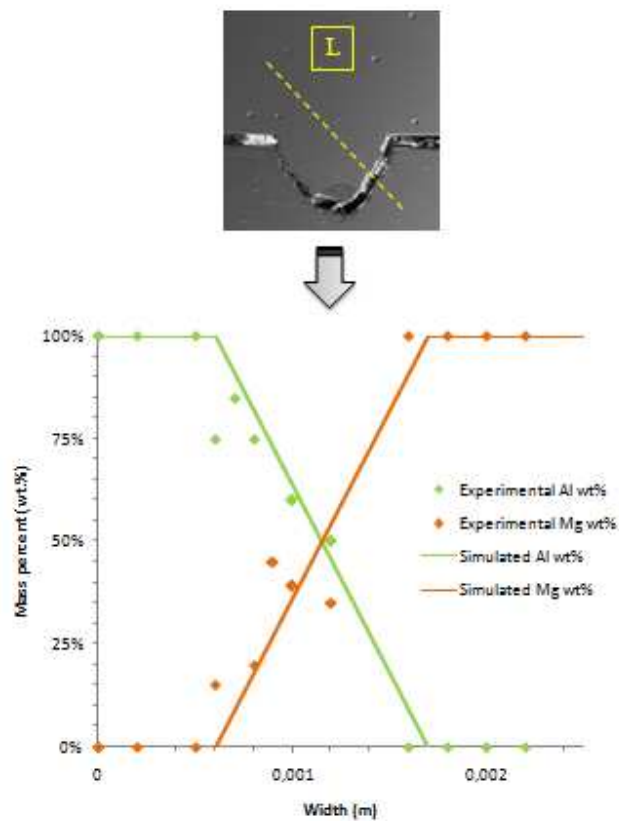 L
100%
75%
50%
25%
0%
Mass percent (wt.%)
0
0,001
0,002
Width (m)
Experimental Al wt%
Experimental Mg wt%
Simulated Al wt%
Simulated Mg wt%